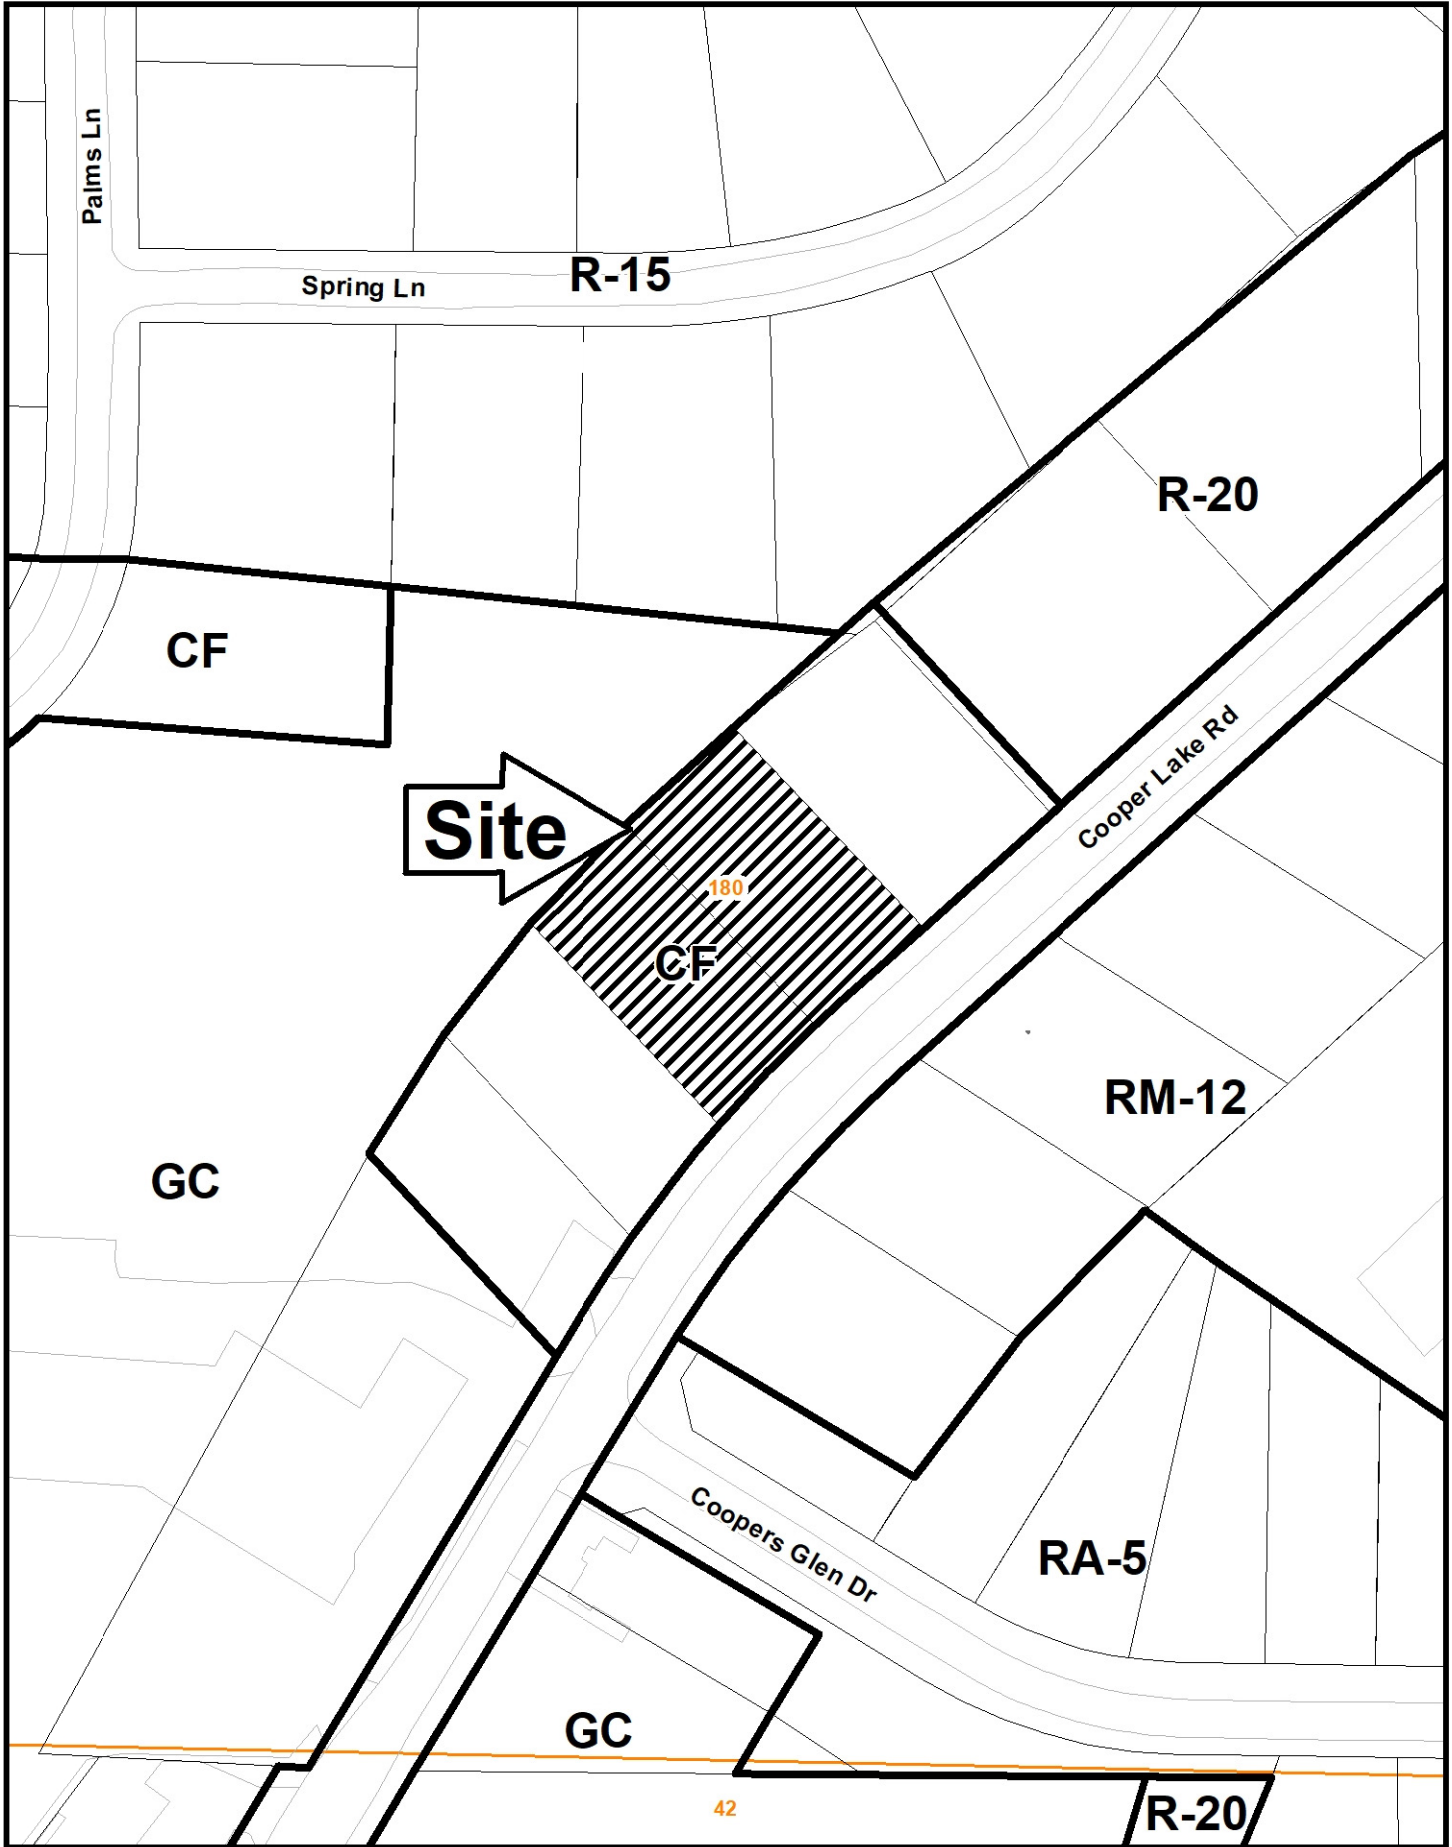 Palms Ln
Spring Ln
R-15
R-20
CF
Cooper Lake Rd
Site
180
CF
RM-12
GC
Coopers Glen Dr
RA-5
GC
42
R-20